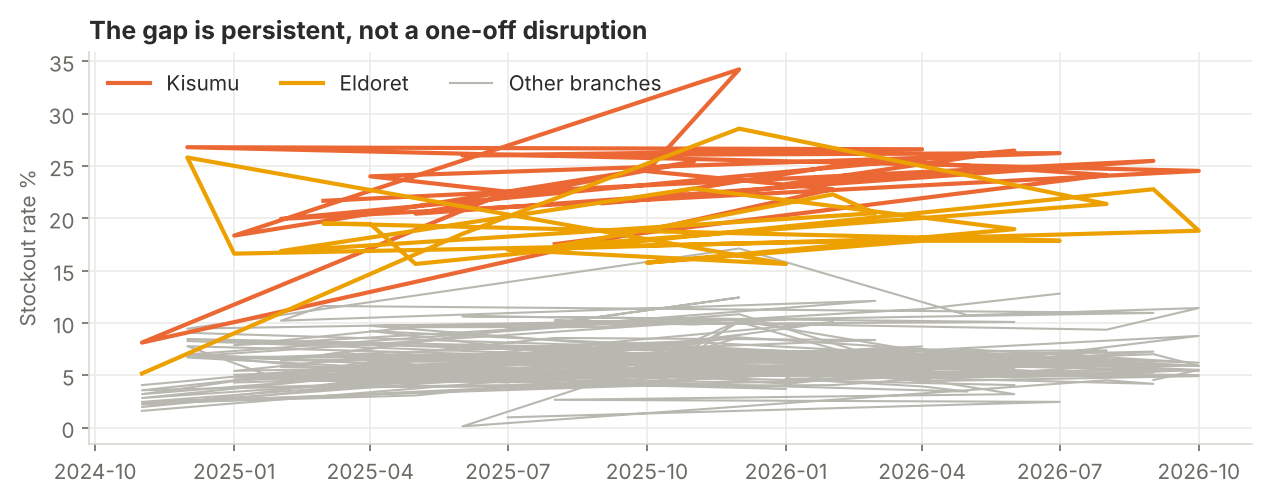 The gap is persistent, not a one-off disruption
Kisumu Eldoret Other branches
Stockout rate %
35
30
25
20
15
10
5
0
2024-10 2025-01 2025-04 2025-07 2025-10 2026-01 2026-04 2026-07 2026-10